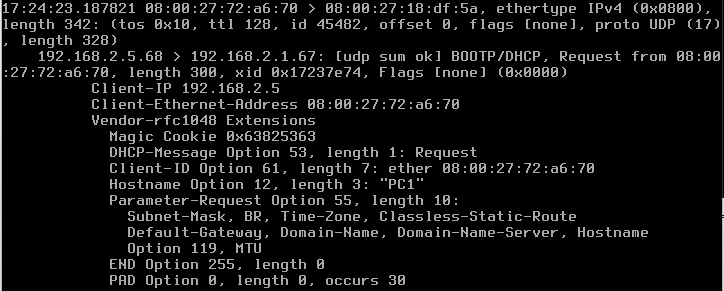 17:24:23.187821 08:00:27:72:a6:70 > 08:00:27:18:df:5a, ethertype IPv4 (0x0800),
length 342: (tos 0x10, ttl 128, id 45482, offset 0, flags [none], proto UDP (17)
, length 328)
192.168.2.5.68 > 192.168.2.1.67: [udp sum ok] BOOTP/DHCP, Request from 08:00
:27:72:a6:70, length 300, xid 0x17237e74, Flags [none] (0x0000)
Client-IP 192.168.2.5
Client-Ethernet-Address 08:00:27:72:a6:70
Vendor-rfc1048 Extensions
Magic Cookie 0x63825363
DHCP-Message Option 53, length 1: Request
Client-ID Option 61, length 7: ether 08:00:27:72:a6:70
Hostname Option 12, length 3: "PC1"
Parameter-Request Option 55, length 10:
Subnet-Mask, BR, Time-Zone, Classless-Static-Route
Default-Gateway, Domain-Name, Domain-Name-Server, Hostname
Option 119, MTU
END Option 255, length 0
PAD Option 0, length 0, occurs 30